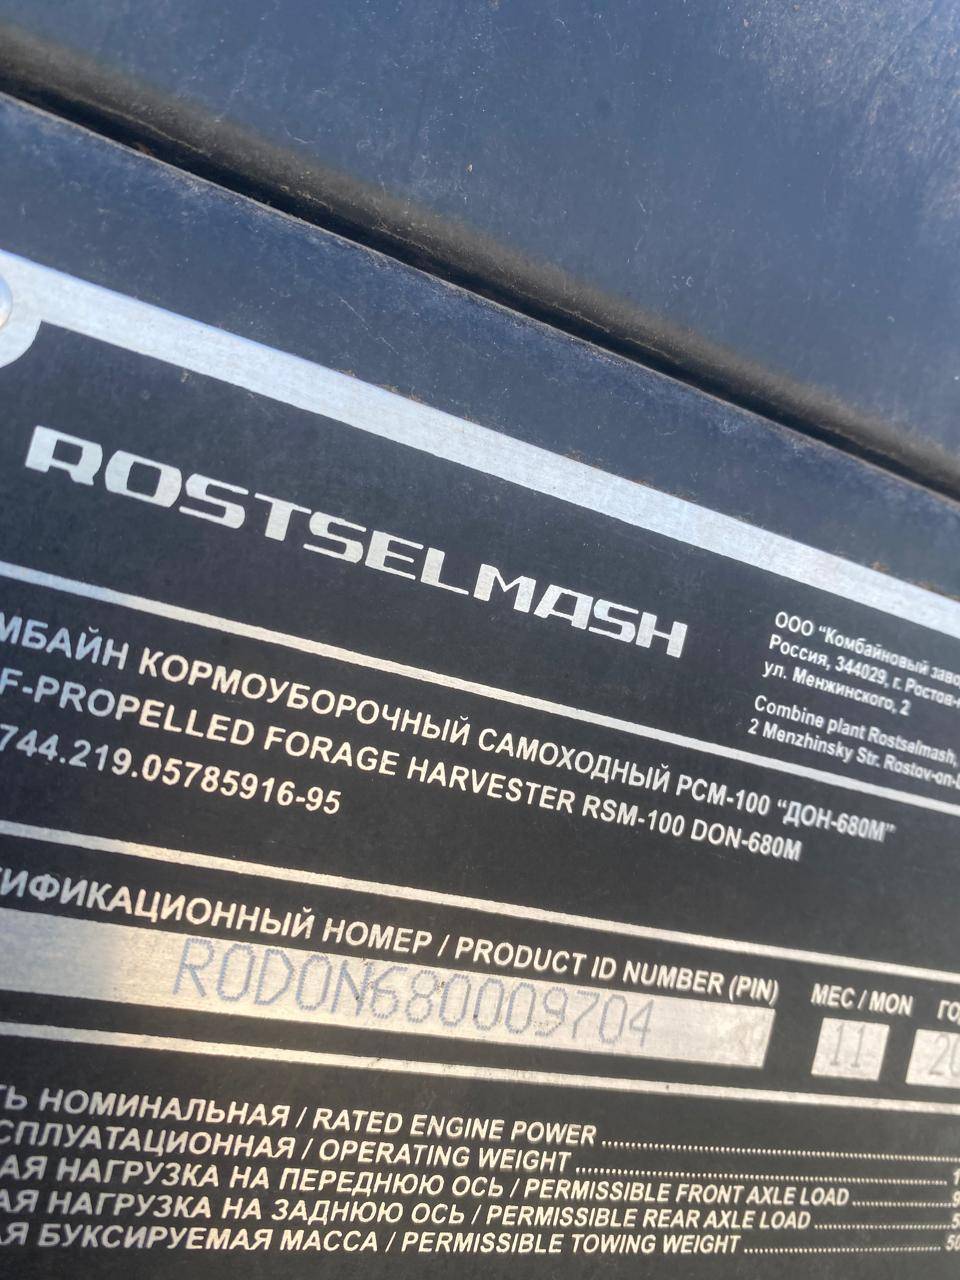 ROSTSELMASH
ООО "Комбайновый заво
Россия, 344029, г. Ростов-
ул. Менжинского, 2
Combine plant Rostselmash,
2 Menzhinsky Str. Rostov-on-
МБАЙН КОРМОУБОРОЧНЫЙ САМОХОДНЫЙ РСМ-100 "ДОН-680М"
F-PROPELLED FORAGE HARVESTER RSM-100 DON-680M
744.219.05785916-95
ИФИКАЦИОННЫЙ НОМЕР / PRODUCT ID NUMBER (PIN)
МЕС / MON
ГО
RODON680009704
11
20
Ь НОМИНАЛЬНАЯ / RATED ENGINE POWER
СПЛУАТАЦИОННАЯ / OPERATING WEIGHT
АЯ НАГРУЗКА НА ПЕРЕДНЮЮ ОСЬ / PERMISSIBLE FRONT AXLE LOAD
АЯ НАГРУЗКА НА ЗАДНЮЮ ОСЬ / PERMISSIBLE REAR AXLE LOAD
АЯ БУКСИРУЕМАЯ МАССА / PERMISSIBLE TOWING WEIGHT